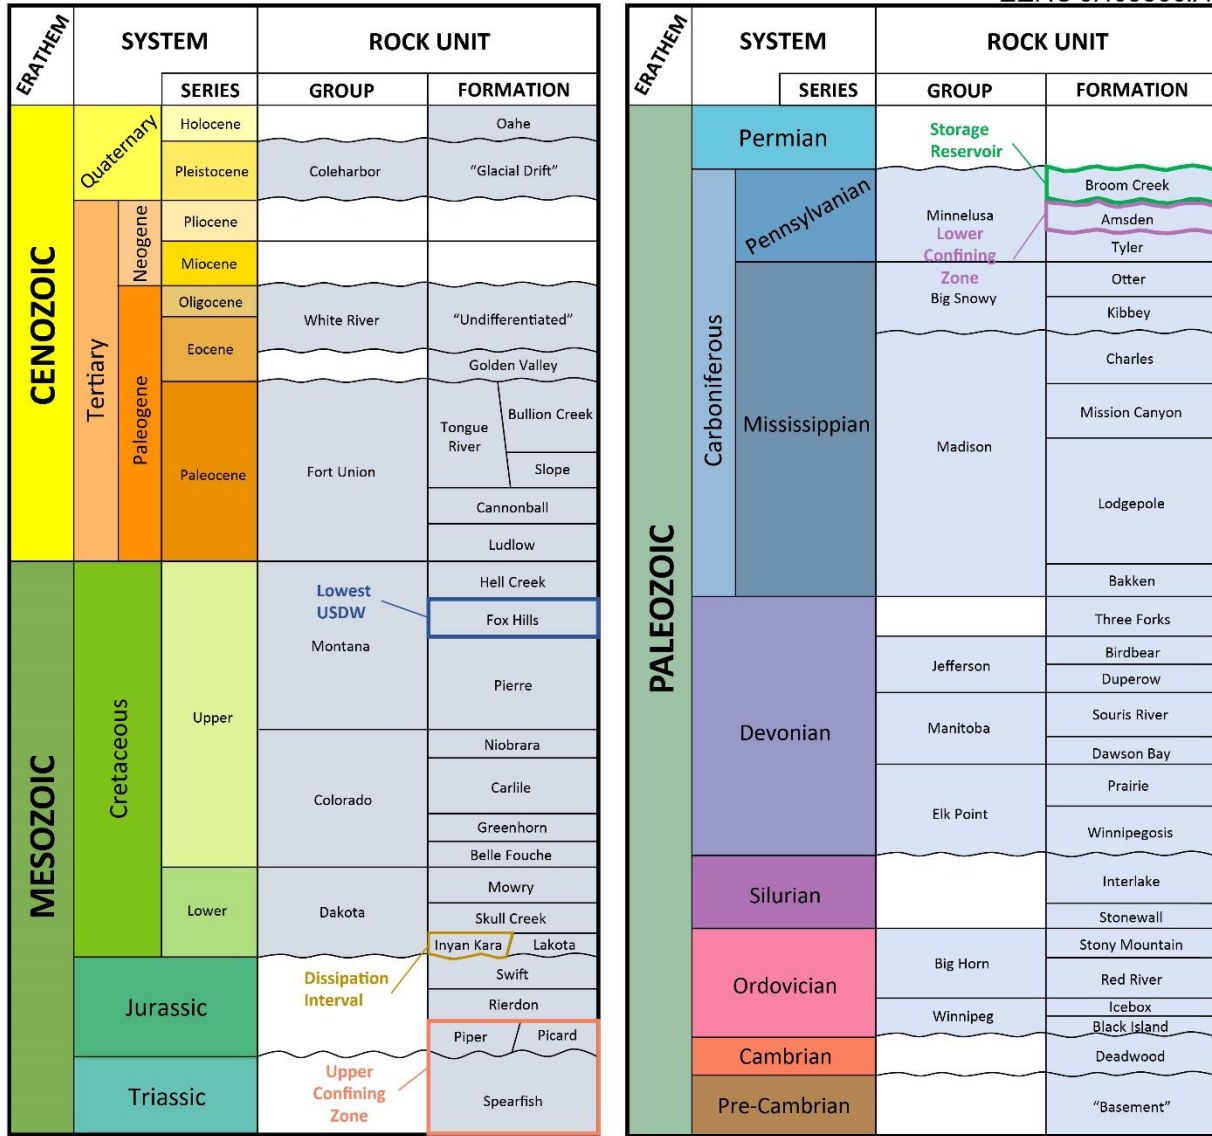 ERATHEM
SYSTEM
ROCK UNIT
SERIES
GROUP
FORMATION
CENOZOIC
Quaternary
Holocene
Oahe
Pleistocene
Coleharbor
“Glacial Drift”
Tertiary
Neogene
Pliocene
Miocene
Paleogene
Oligocene
White River
“Undifferentiated”
Eocene
Golden Valley
Paleocene
Fort Union
Tongue
River
Bullion Creek
Slope
Cannonball
Ludlow
MESOZOIC
Cretaceous
Upper
Lowest
USDW
Montana
Hell Creek
Fox Hills
Pierre
Colorado
Niobrara
Carlile
Greenhorn
Belle Fouche
Lower
Dakota
Mowry
Skull Creek
Inyan Kara
Lakota
Dissipation
Interval
Jurassic
Swift
Rierdon
Piper
Picard
Triassic
Upper
Confining
Zone
Spearfish
ERATHEM
SYSTEM
ROCK UNIT
SERIES
GROUP
FORMATION
PALEOZOIC
Permian
Storage
Reservoir
Carboniferous
Pennsylvanian
Minnelusa
Broom Creek
Amsden
Lower
Confining
Zone
Tyler
Mississippian
Big Snowy
Otter
Kibbey
Madison
Charles
Mission Canyon
Lodgepole
Bakken
Devonian
Three Forks
Jefferson
Birdbear
Duperow
Manitoba
Souris River
Dawson Bay
Elk Point
Prairie
Winnipegosis
Silurian
Interlake
Stonewall
Ordovician
Big Horn
Stony Mountain
Red River
Winnipeg
Icebox
Black Island
Cambrian
Deadwood
Pre-Cambrian
“Basement”